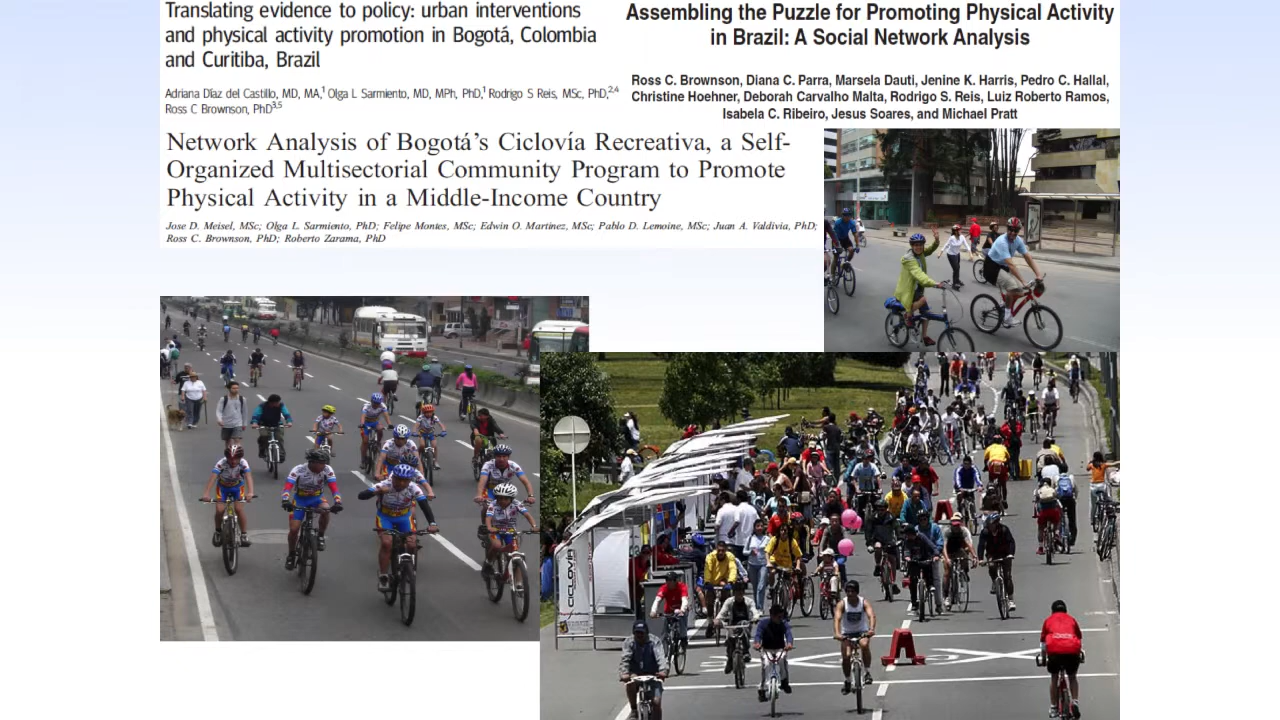 Translating evidence to policy: urban interventions
and physical activity promotion in Bogotá, Colombia
and Curitiba, Brazil
Adriana Díaz del Castillo, MD, MA,¹ Olga L Sarmiento, MD, MPH, PhD,¹ Rodrigo S Reis, MSc, PhD,²,⁴
Ross C Brownson, PhD³,⁵
Assembling the Puzzle for Promoting Physical Activity
in Brazil: A Social Network Analysis
Ross C. Brownson, Diana C. Parra, Marsela Dauti, Jenine K. Harris, Pedro C. Hallal,
Christine Hoehner, Deborah Carvalho Malta, Rodrigo S. Reis, Luiz Roberto Ramos,
Isabela C. Ribeiro, Jesus Soares, and Michael Pratt
Network Analysis of Bogotá's Ciclovía Recreativa, a Self-
Organized Multisectorial Community Program to Promote
Physical Activity in a Middle-Income Country
Jose D. Meisel, MSc; Olga L. Sarmiento, PhD; Felipe Montes, MSc; Edwin O. Martinez, MSc; Pablo D. Lemoine, MSc; Juan A. Valdivia, PhD;
Ross C. Brownson, PhD; Roberto Zarama, PhD
CICLOVÍA